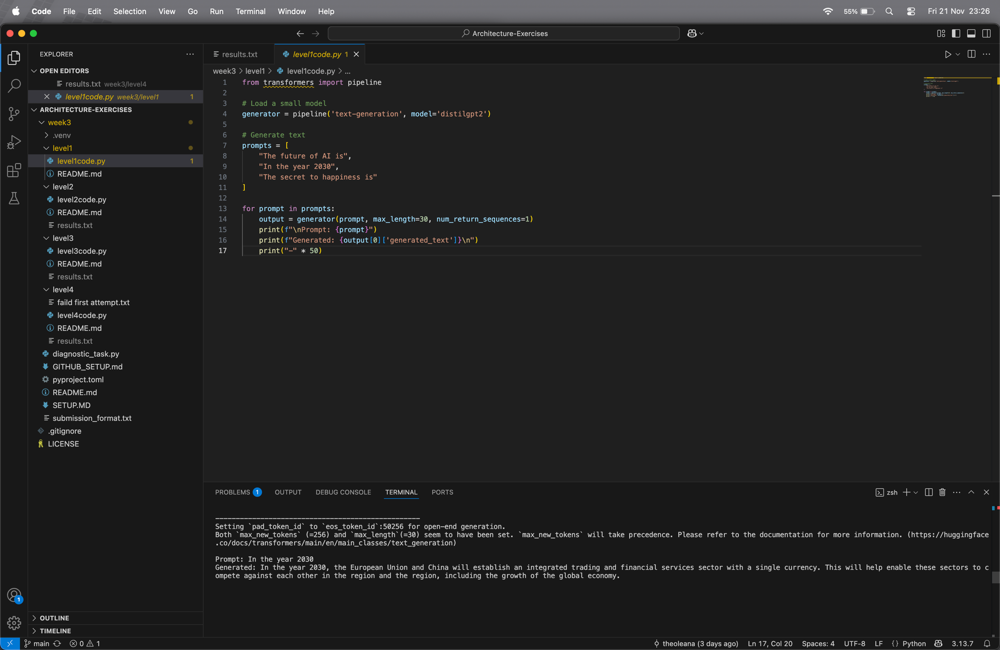 Code File Edit Selection View Go Run Terminal Window Help 55% Fri 21 Nov 23:26
Architecture-Exercises
EXPLORER
OPEN EDITORS
results.txt week3/level4
level1code.py week3/level1 1
ARCHITECTURE-EXERCISES
week3
.venv
level1
level1code.py 1
README.md
level2
level2code.py
README.md
results.txt
level3
level3code.py
README.md
results.txt
level4
faild first attempt.txt
level4code.py
README.md
results.txt
diagnostic_task.py
GITHUB_SETUP.md
pyproject.toml
README.md
SETUP.MD
submission_format.txt
.gitignore
LICENSE
OUTLINE
TIMELINE
results.txt level1code.py 1
week3 > level1 > level1code.py > ...
1 from transformers import pipeline
2
3 # Load a small model
4 generator = pipeline('text-generation', model='distilgpt2')
5
6 # Generate text
7 prompts = [
8     "The future of AI is",
9     "In the year 2030",
10     "The secret to happiness is"
11 ]
12
13 for prompt in prompts:
14     output = generator(prompt, max_length=30, num_return_sequences=1)
15     print(f"\nPrompt: {prompt}")
16     print(f"Generated: {output[0]['generated_text']}\n")
17     print("-" * 50)
PROBLEMS 1 OUTPUT DEBUG CONSOLE TERMINAL PORTS zsh
--------------------------------------------------
Setting `pad_token_id` to `eos_token_id`:50256 for open-end generation.
Both `max_new_tokens` (=256) and `max_length`(=30) seem to have been set. `max_new_tokens` will take precedence. Please refer to the documentation for more information. (https://huggingface
.co/docs/transformers/main/en/main_classes/text_generation)
Prompt: In the year 2030
Generated: In the year 2030, the European Union and China will establish an integrated trading and financial services sector with a single currency. This will help enable these sectors to c
ompete against each other in the region and the region, including the growth of the global economy.
1
main 0 1 theoleana (3 days ago) Ln 17, Col 20 Spaces: 4 UTF-8 LF {} Python 3.13.7